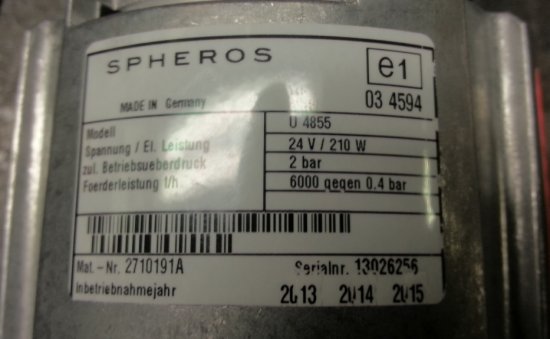 SPHEROS
e1
MADE IN Germany
03 4594
Modell U 4855
Spannung / El. Leistung 24 V / 210 W
zul. Betriebsueberdruck 2 bar
Foerderleistung l/h. 6000 gegen 0.4 bar
Mat.-Nr. 2710191A Serialnr. 13026256
Inbetriebnahmejahr 2013 2014 2015